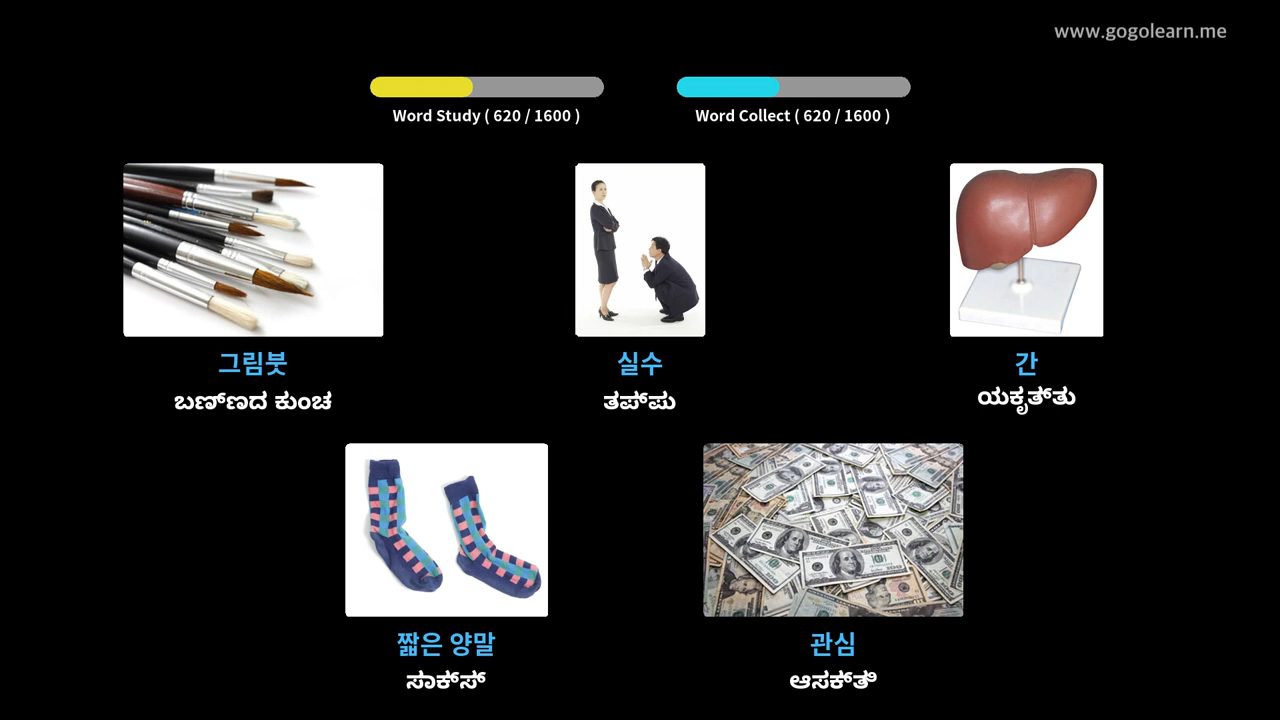 www.gogolearn.me
Word Study ( 620 / 1600 )
Word Collect ( 620 / 1600 )
그림붓
ಬಣ್ಣದ ಕುಂಚ
실수
ತಪ್ಪು
간
ಯಕೃತ್ತು
짧은 양말
ಸಾಕ್ಸ್
관심
ಆಸಕ್ತಿ